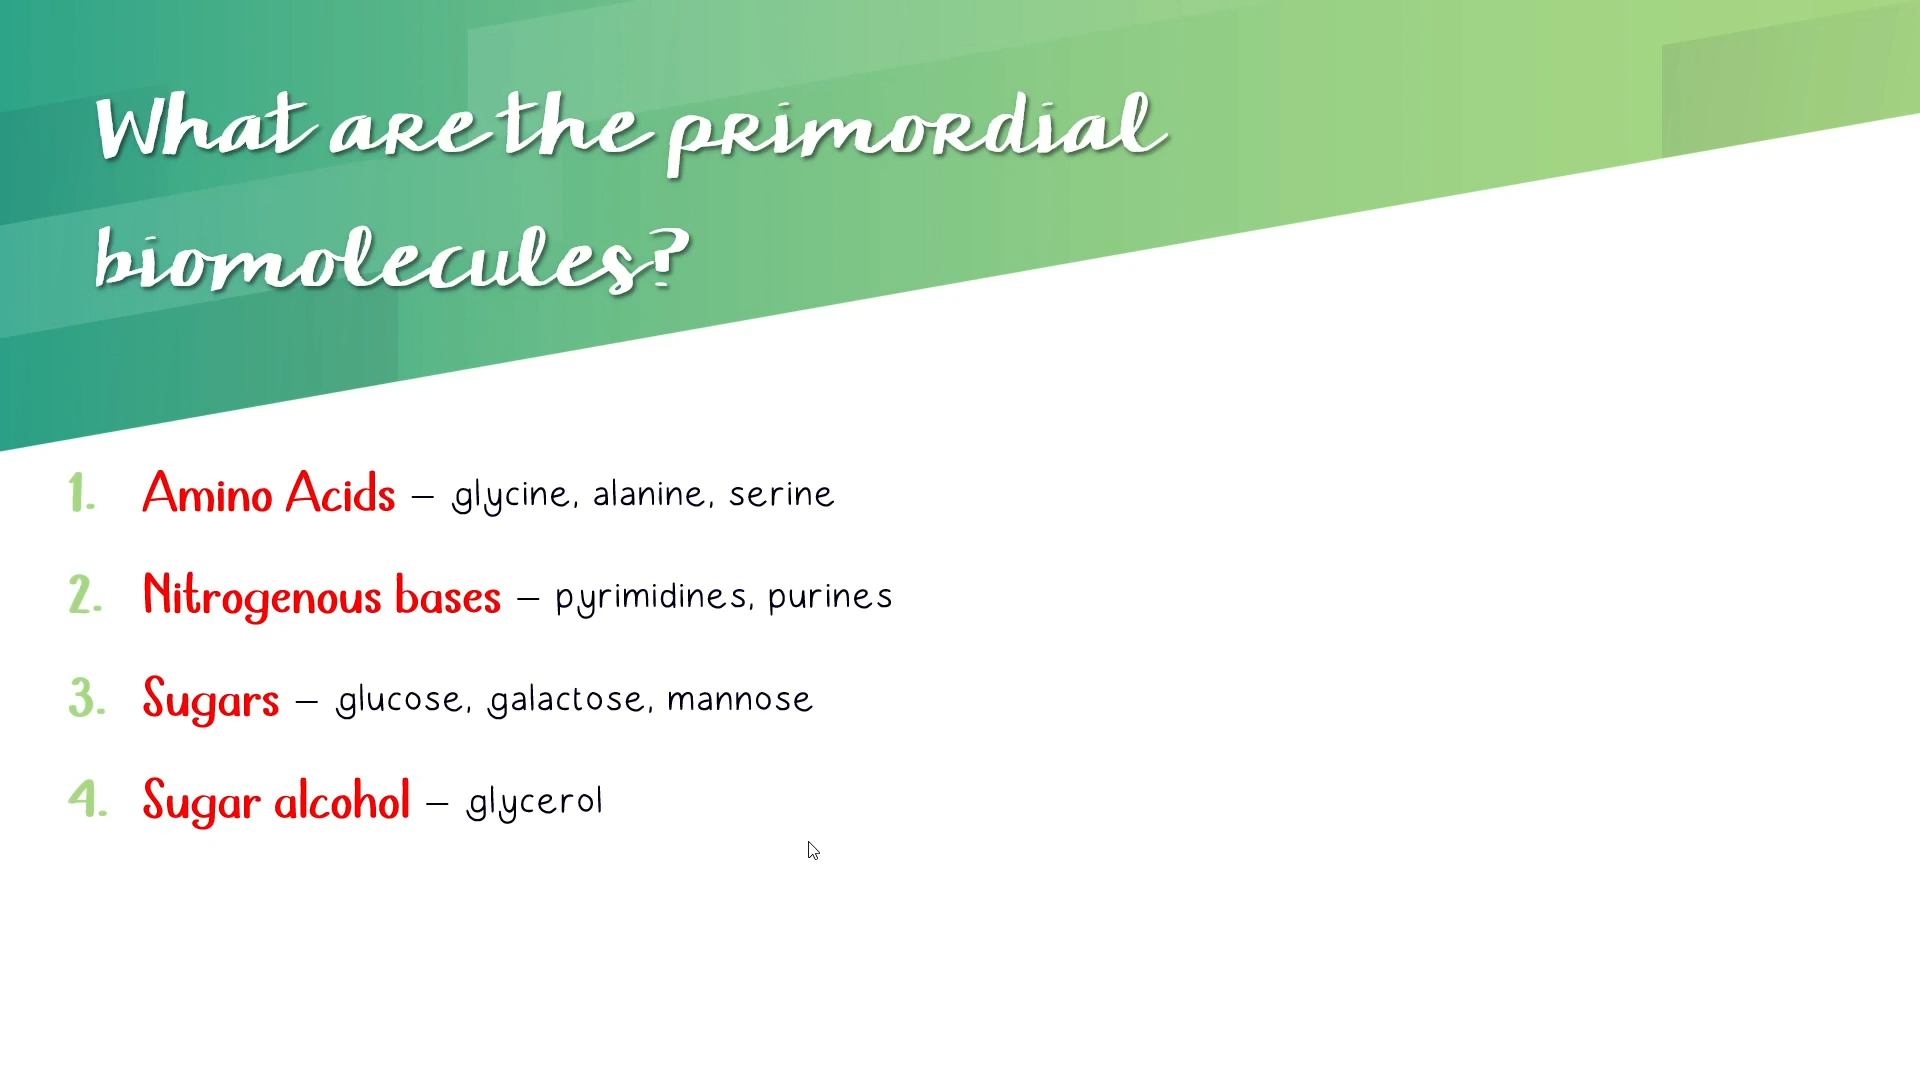 What are the primordial
biomolecules?
1. Amino Acids – glycine, alanine, serine
2. Nitrogenous bases – pyrimidines, purines
3. Sugars – glucose, galactose, mannose
4. Sugar alcohol – glycerol